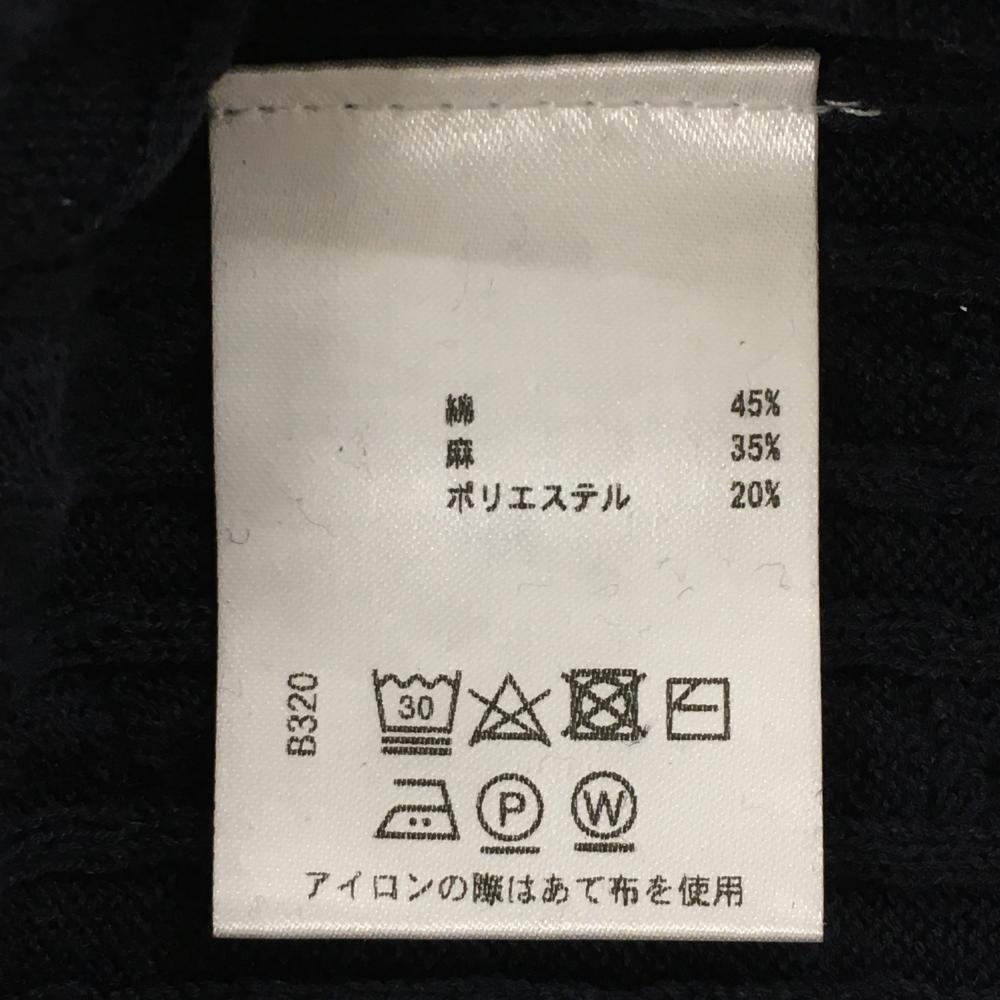 綿 45%
麻 35%
ポリエステル 20%
B320
30
P W
アイロンの際はあて布を使用